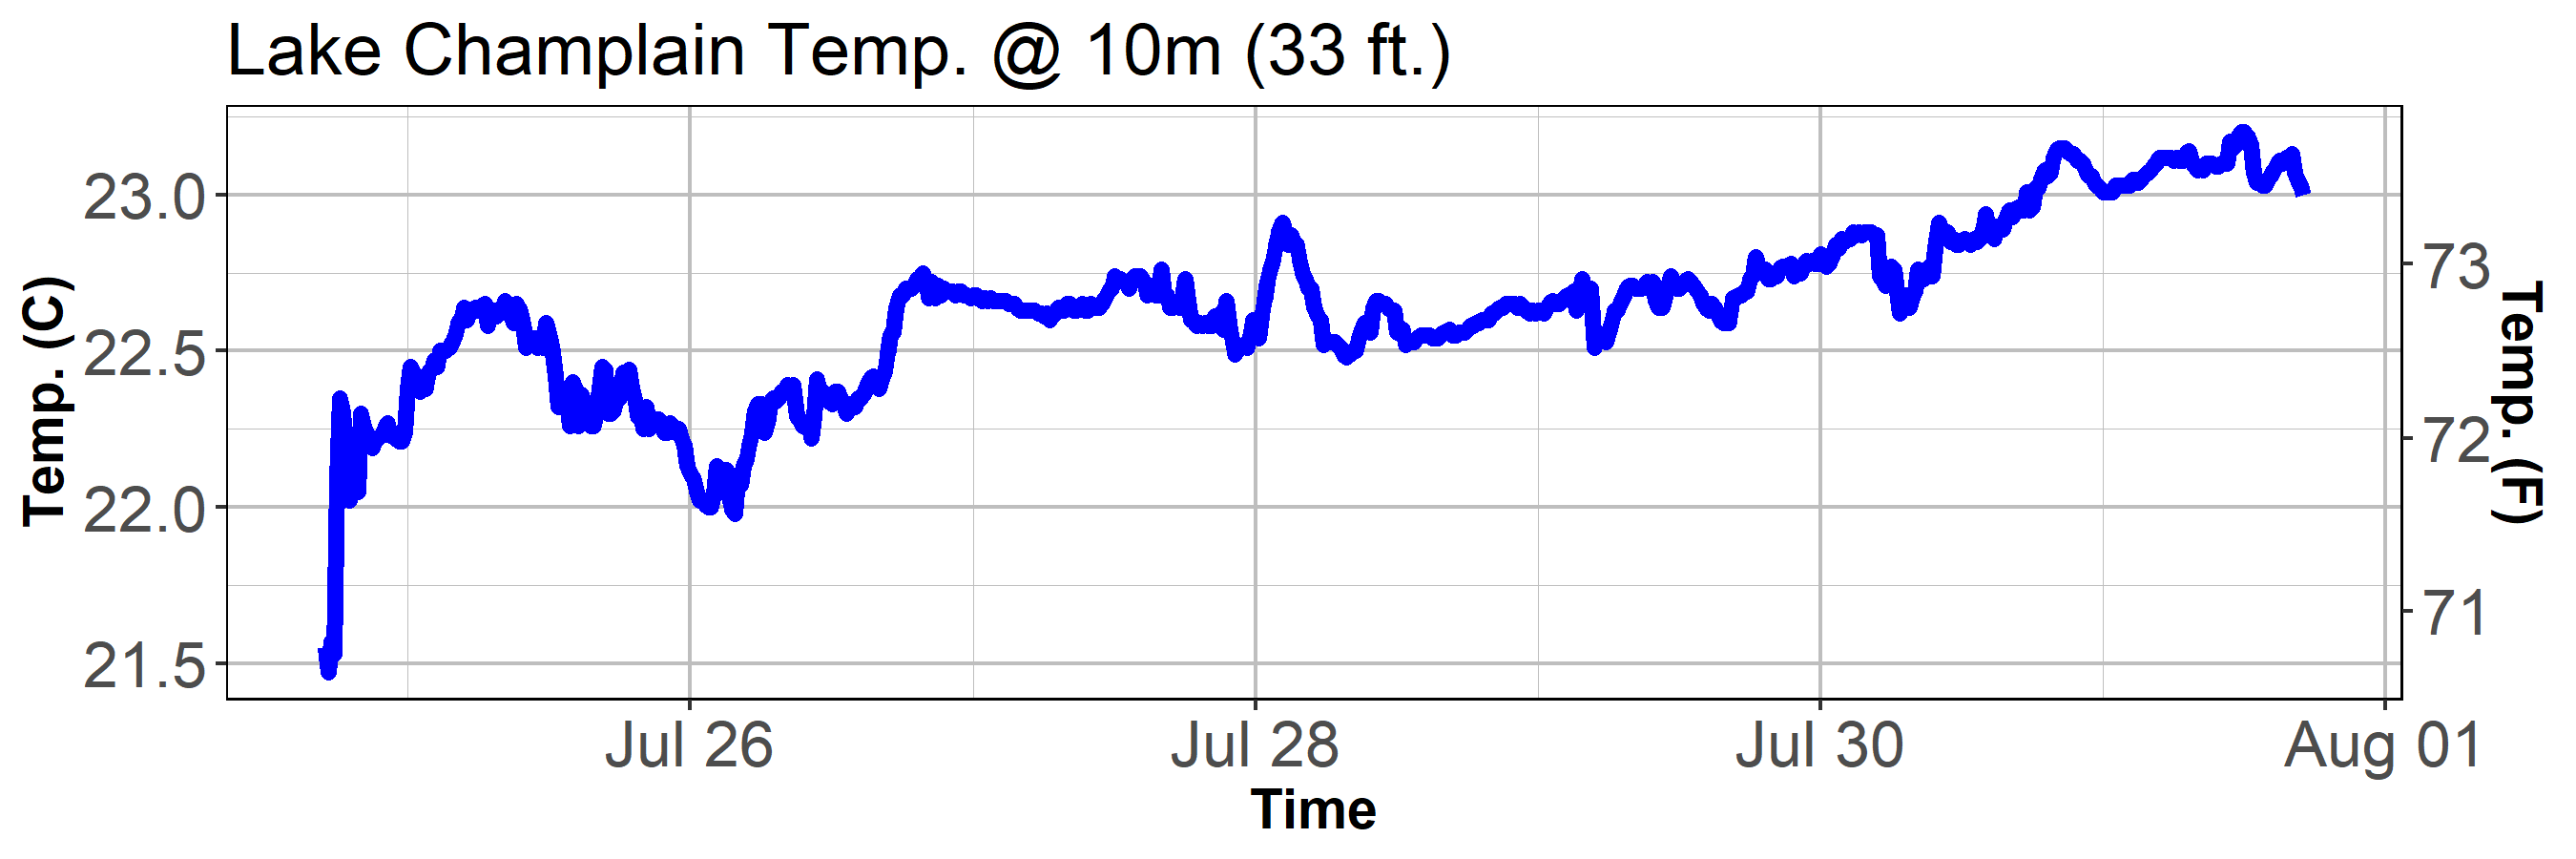 Lake Champlain Temp. @ 10m (33 ft.)
Temp. (C)
23.0
22.5
22.0
21.5
73
72
71
Temp. (F)
Jul 26 Jul 28 Jul 30 Aug 01
Time